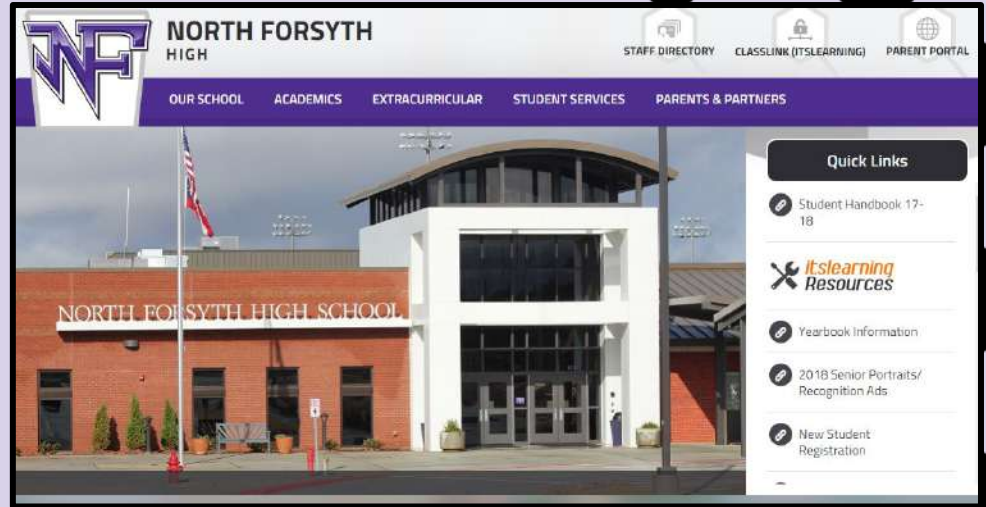 NF
NORTH FORSYTH
HIGH
STAFF DIRECTORY
CLASSLINK (ITSLEARNING)
PARENT PORTAL
OUR SCHOOL
ACADEMICS
EXTRACURRICULAR
STUDENT SERVICES
PARENTS & PARTNERS
NORTH FORSYTH HIGH SCHOOL
Quick Links
Student Handbook 17-
18
itslearning
Resources
Yearbook Information
2018 Senior Portraits/
Recognition Ads
New Student
Registration